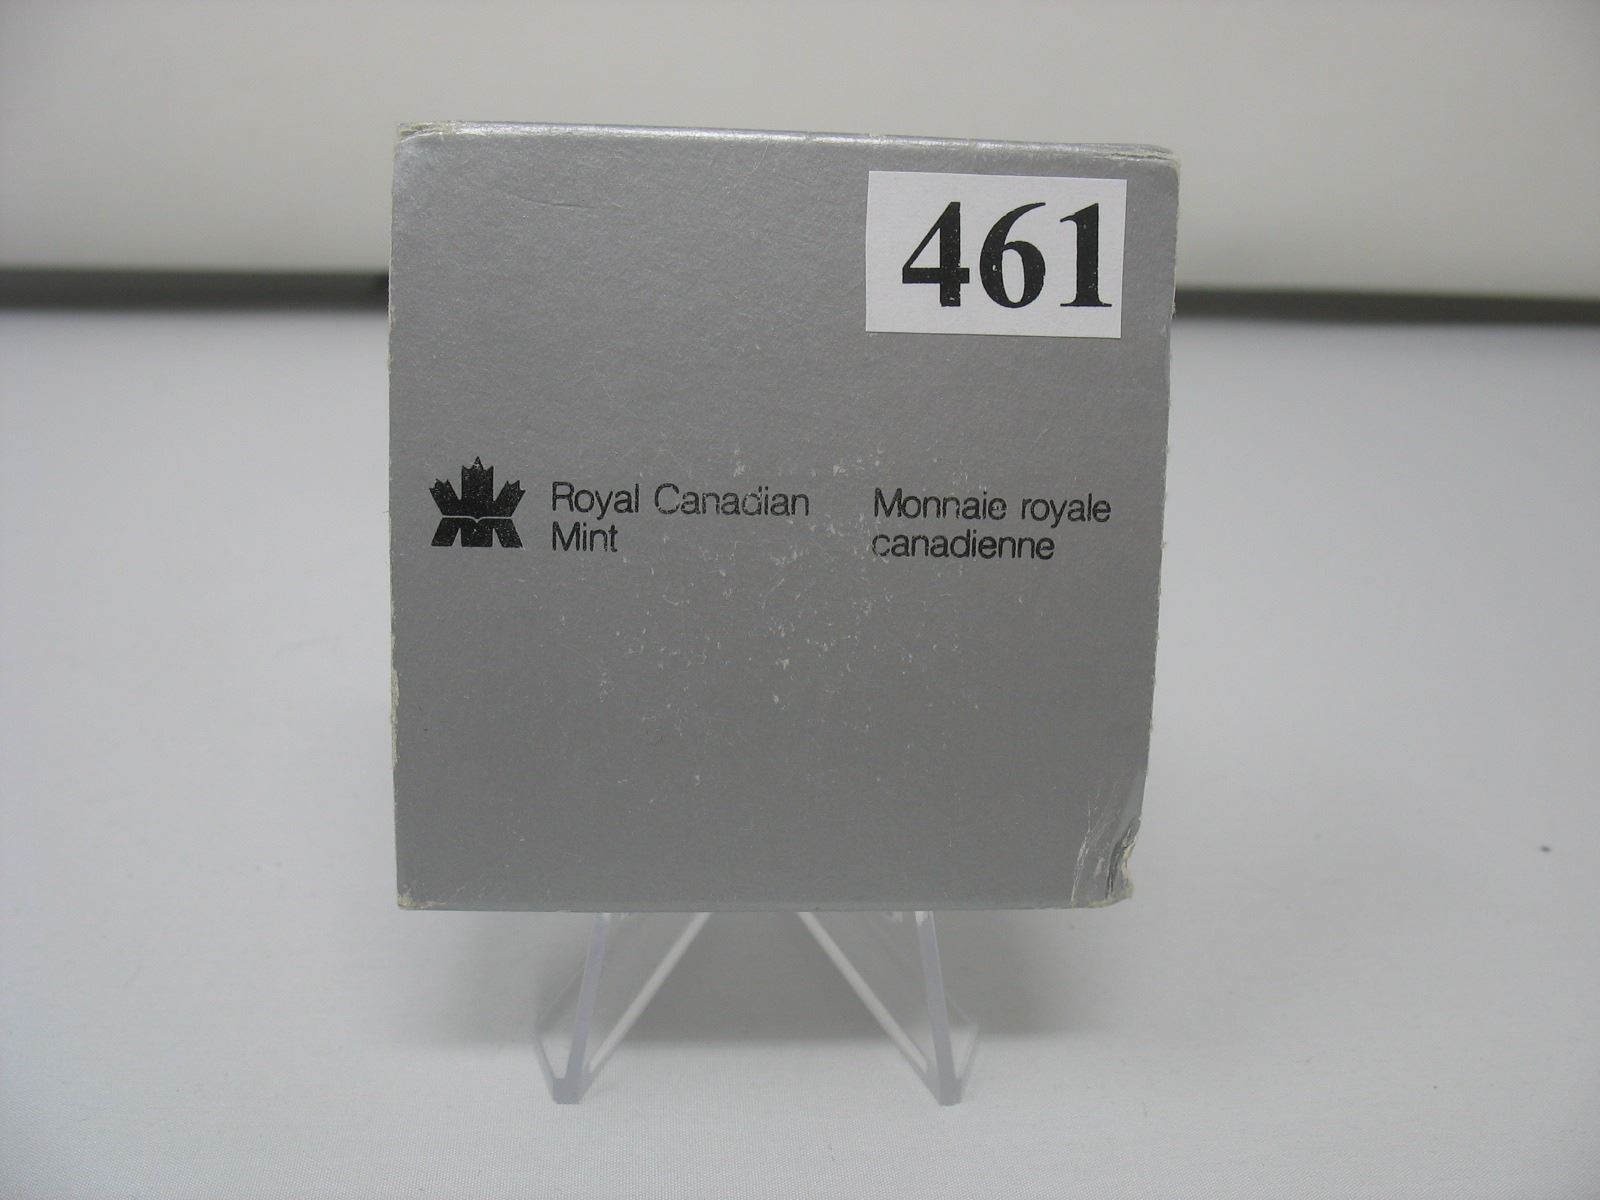 461
Royal Canadian
Mint
Monnaie royale
canadienne